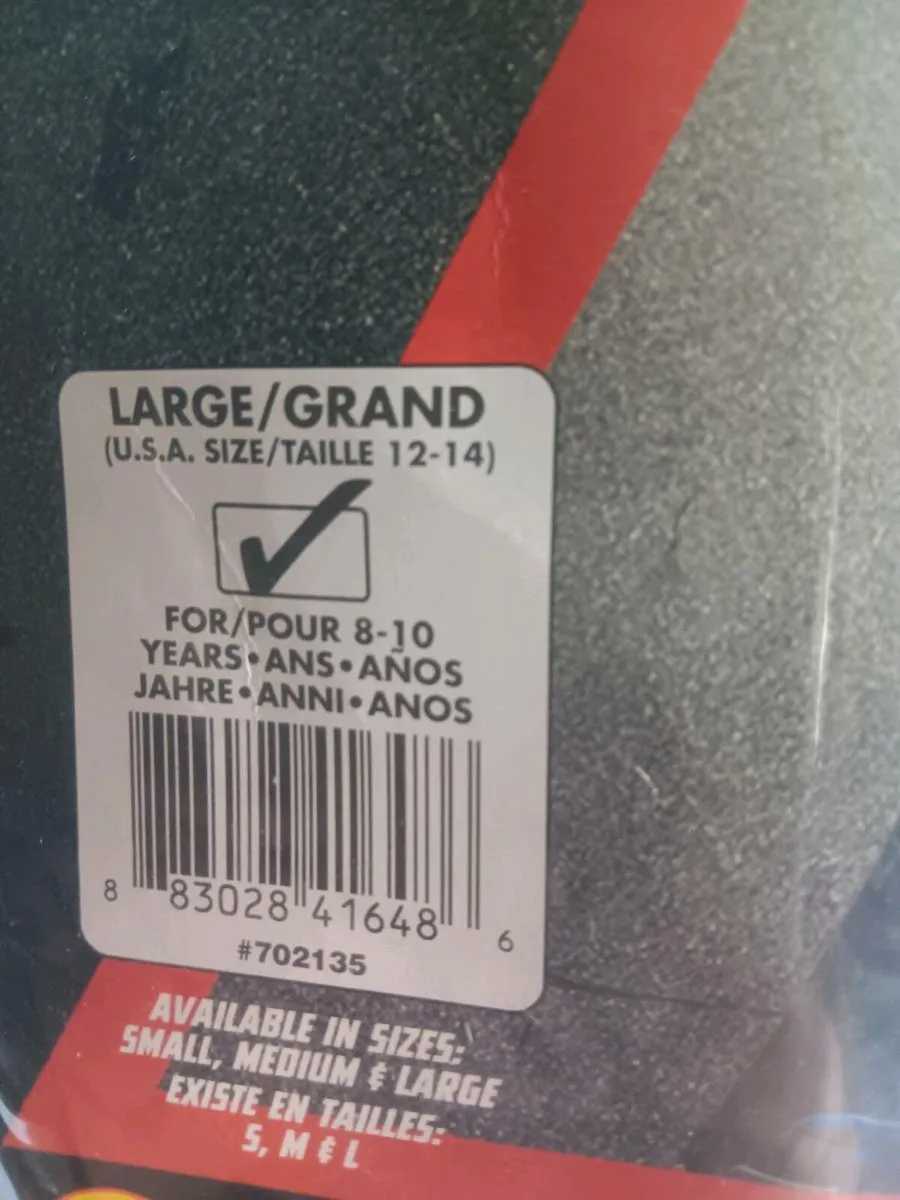 LARGE/GRAND
(U.S.A. SIZE/TAILLE 12-14)
FOR/POUR 8-10
YEARS•ANS•AÑOS
JAHRE•ANNI•ANOS
8 83028 41648 6
#702135
AVAILABLE IN SIZES:
SMALL, MEDIUM & LARGE
EXISTE EN TAILLES:
S, M & L